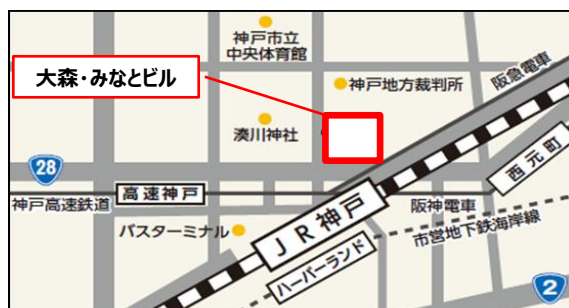 神戸市立
中央体育館
大森・みなとビル
神戸地方裁判所
阪急電車
湊川神社
28
高速神戸
西元町
神戸高速鉄道
阪神電車
バスターミナル
JR神戸
市営地下鉄海岸線
ハーバーランド
2